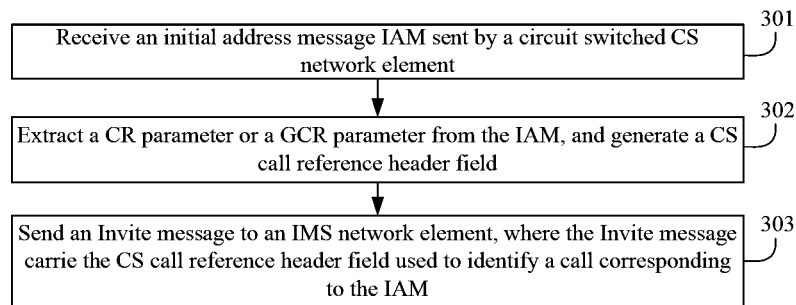 301
Receive an initial address message IAM sent by a circuit switched CS
network element
302
Extract a CR parameter or a GCR parameter from the IAM, and generate a CS
call reference header field
303
Send an Invite message to an IMS network element, where the Invite message
carrie the CS call reference header field used to identify a call corresponding
to the IAM